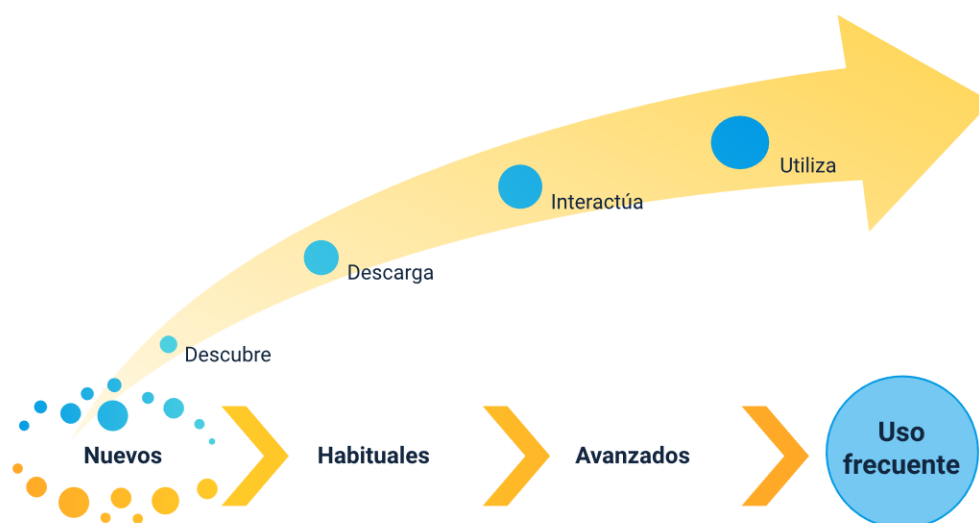 Utiliza
Interactúa
Descarga
Descubre
Nuevos
Habituales
Avanzados
Uso
frecuente